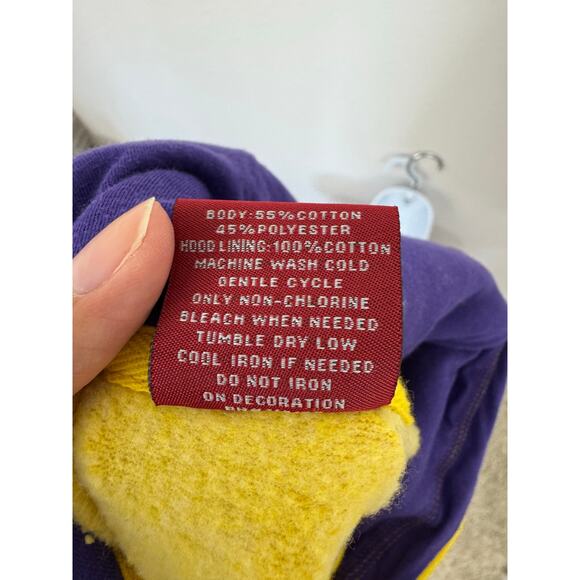 BODY:55%COTTON
45%POLYESTER
HOOD LINING:100%COTTON
MACHINE WASH COLD
GENTLE CYCLE
ONLY NON-CHLORINE
BLEACH WHEN NEEDED
TUMBLE DRY LOW
COOL IRON IF NEEDED
DO NOT IRON
ON DECORATION